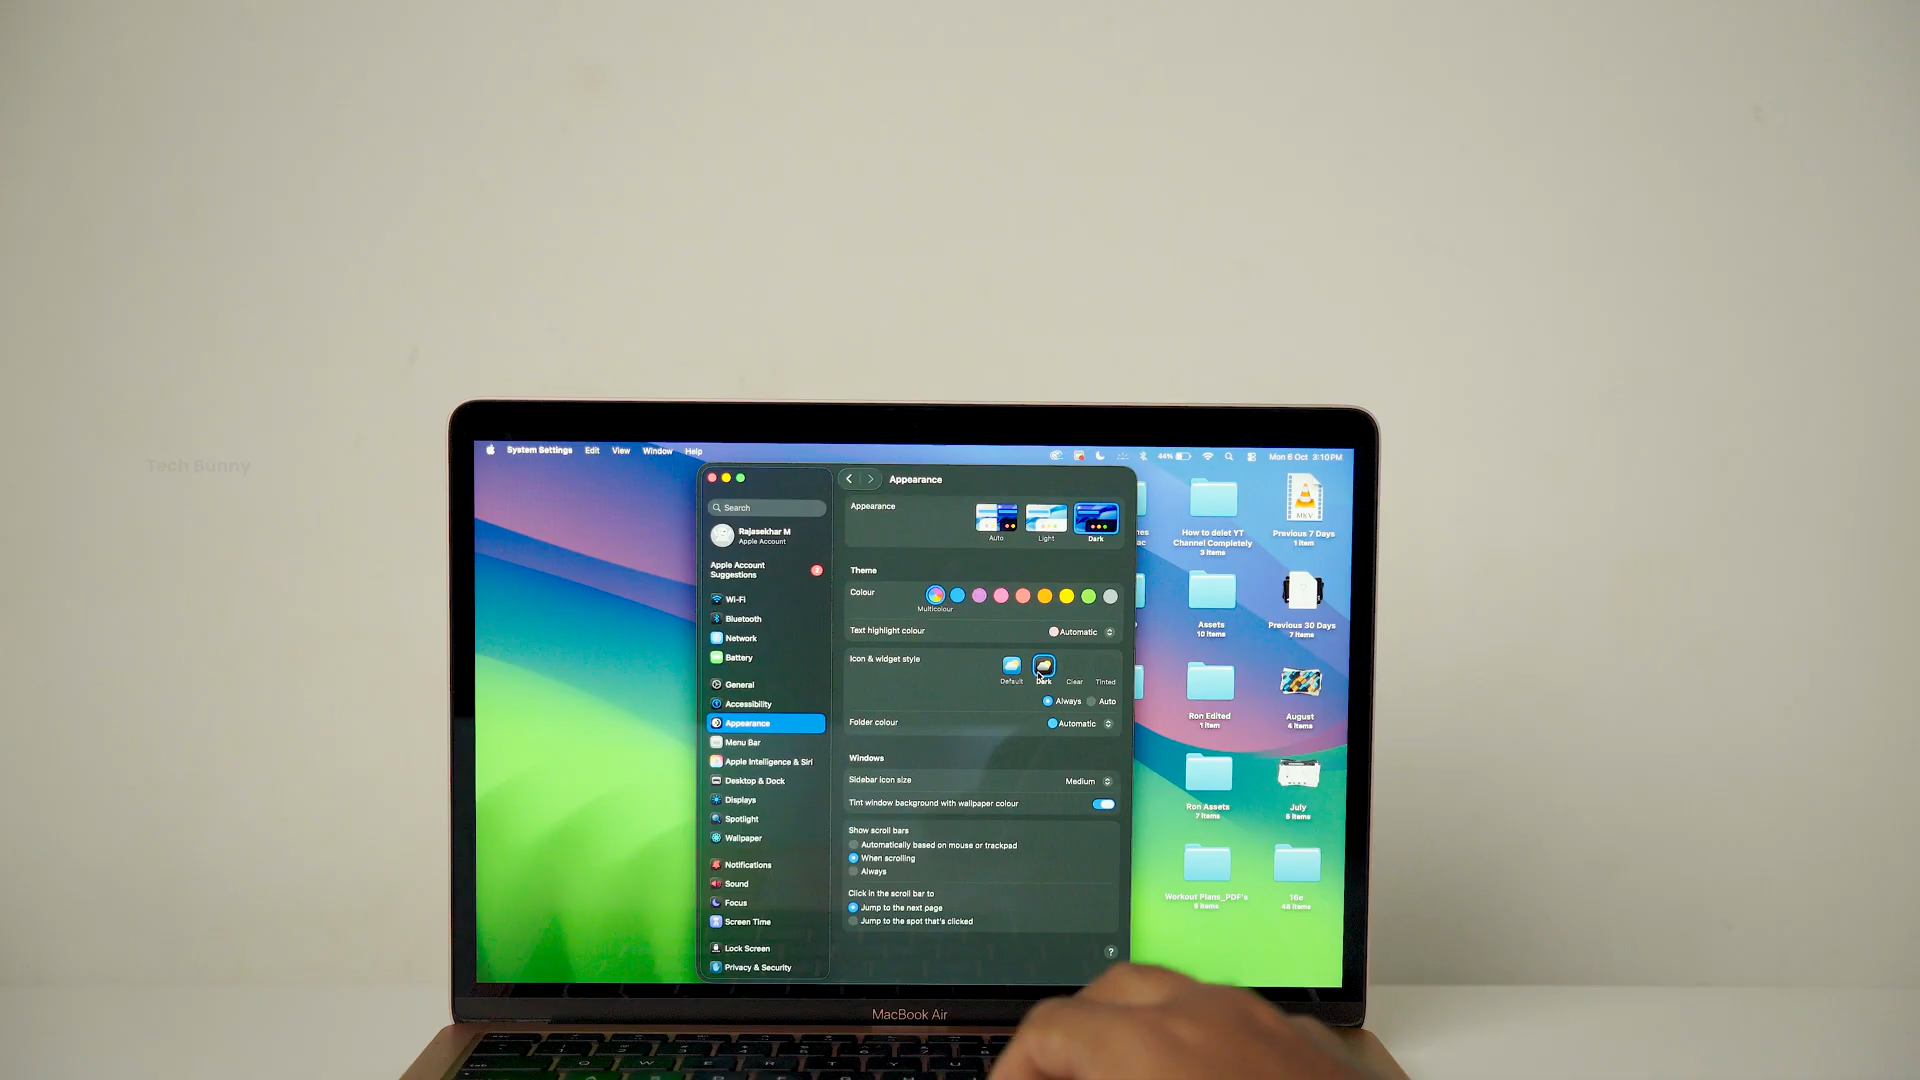 Tech Bunny
System Settings Edit View Window Help
44%
Mon 6 Oct 3:10PM
Search
Rajasekhar M
Apple Account
Apple Account
Suggestions
2
Wi-Fi
Bluetooth
Network
Battery
General
Accessibility
Appearance
Menu Bar
Apple Intelligence & Siri
Desktop & Dock
Displays
Spotlight
Wallpaper
Notifications
Sound
Focus
Screen Time
Lock Screen
Privacy & Security
Appearance
Appearance
Auto Light Dark
Theme
Colour
Multicolour
Text highlight colour Automatic
Icon & widget style
Default Dark Clear Tinted
Always Auto
Folder colour Automatic
Windows
Sidebar icon size Medium
Tint window background with wallpaper colour
Show scroll bars
Automatically based on mouse or trackpad
When scrolling
Always
Click in the scroll bar to
Jump to the next page
Jump to the spot that's clicked
?
How to delet YT
Channel Completely
3 items
MKV
Previous 7 Days
1 item
Assets
10 items
Previous 30 Days
7 items
Ron Edited
1 item
August
4 items
Ron Assets
7 items
July
5 items
Workout Plans_PDF's
16e
48 items
MacBook Air